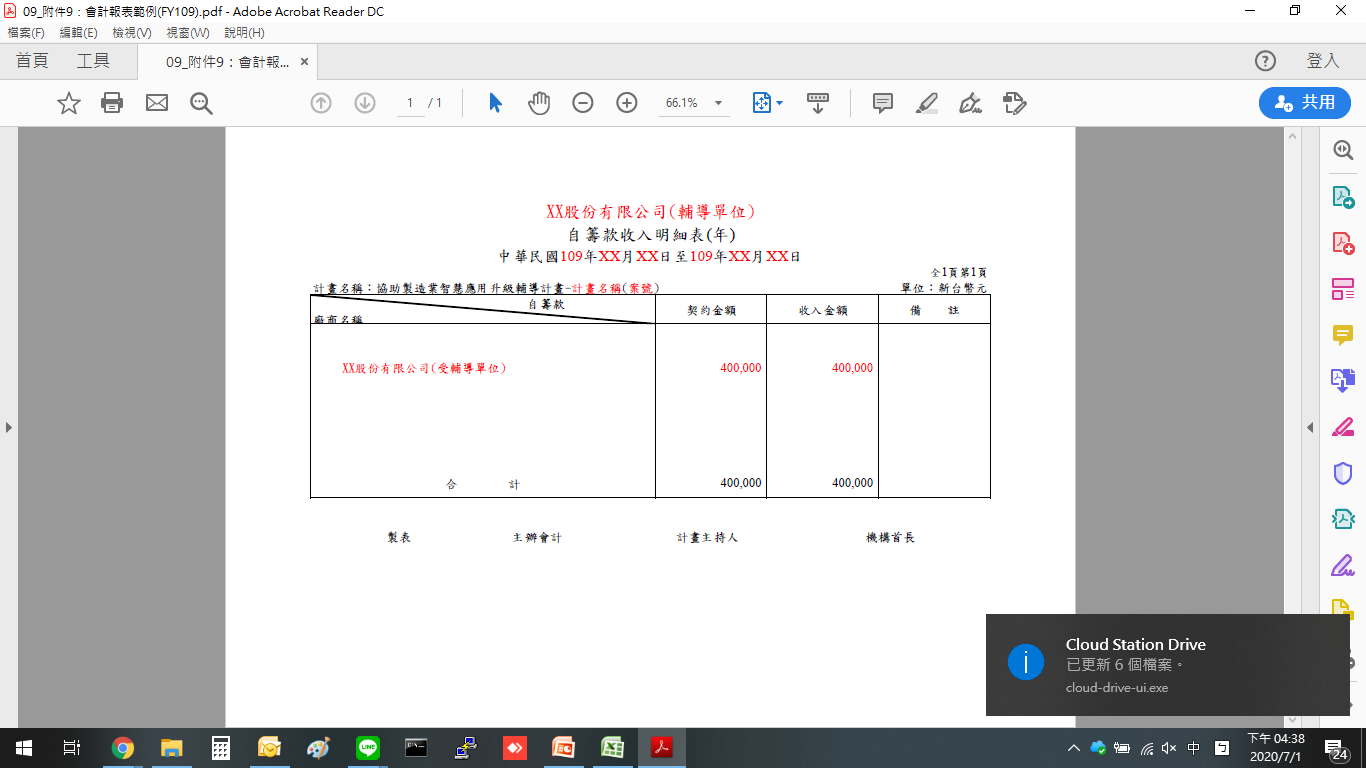 09_附件9：會計報表範例(FY109).pdf - Adobe Acrobat Reader DC
檔案(F) 編輯(E) 檢視(V) 視窗(W) 說明(H)
首頁 工具 09_附件9：會計報... × 登入
1 / 1 66.1% 共用
XX股份有限公司(輔導單位)
自籌款收入明細表(年)
中華民國109年XX月XX日至109年XX月XX日
全1頁第1頁
計畫名稱：協助製造業智慧應用升級輔導計畫-計畫名稱(案號) 單位：新台幣元
自籌款
廠商名稱 契約金額 收入金額 備 註
XX股份有限公司(受輔導單位) 400,000 400,000
合 計 400,000 400,000
製表 主辦會計 計畫主持人 機構首長
Cloud Station Drive
已更新 6 個檔案。
cloud-drive-ui.exe
中 下午 04:38
2020/7/1
24